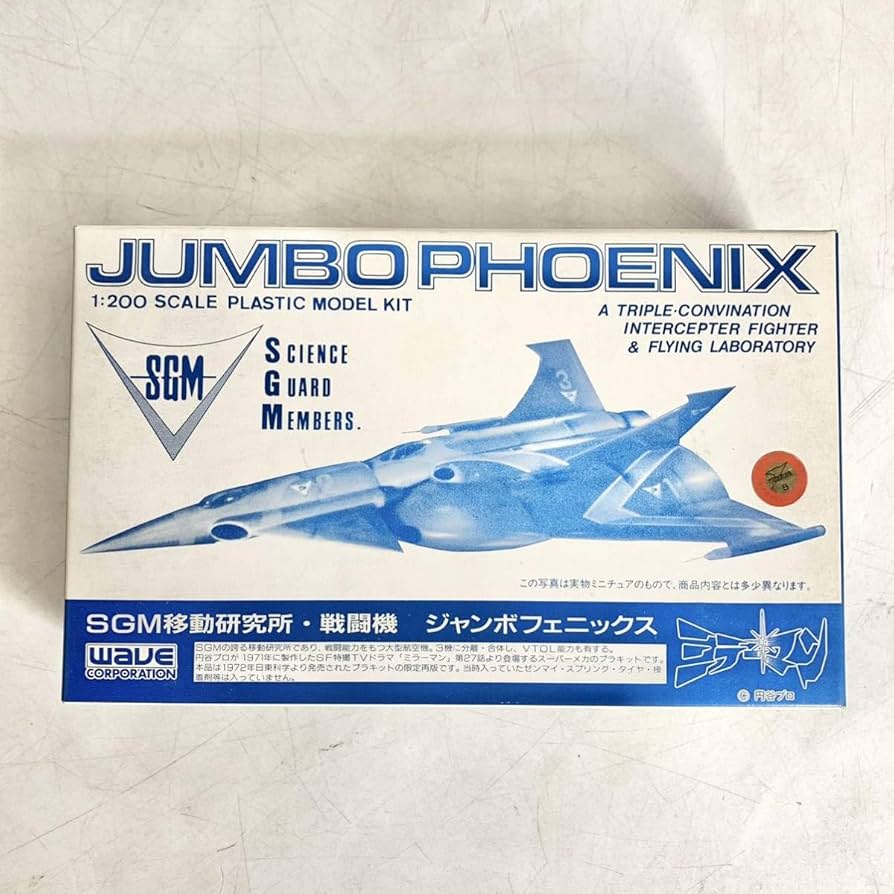 JUMBO PHOENIX
1:200 SCALE PLASTIC MODEL KIT
A TRIPLE·CONVINATION
INTERCEPTER FIGHTER
& FLYING LABORATORY
SGM
SCIENCE
GUARD
MEMBERS.
3
3
この写真は実物ミニチュアのもので、商品内容とは多少異なります。
SGM移動研究所・戦闘機 ジャンボフェニックス
wave
CORPORATION
SGMの誇る移動研究所であり、戦闘能力をもつ大型航空機。3機に分離・合体し、VTOL能力も有する。
円谷プロが1971年に製作したSF特撮TVドラマ「ミラーマン」第27話より登場するスーパーメカのプラキットです。
本品は1972年日東科学より発売されたプラキットの限定再版です。当時入っていたゼンマイ・スプリング・タイヤ・接
着剤等は入っていません。
ミラーマン
© 円谷プロ